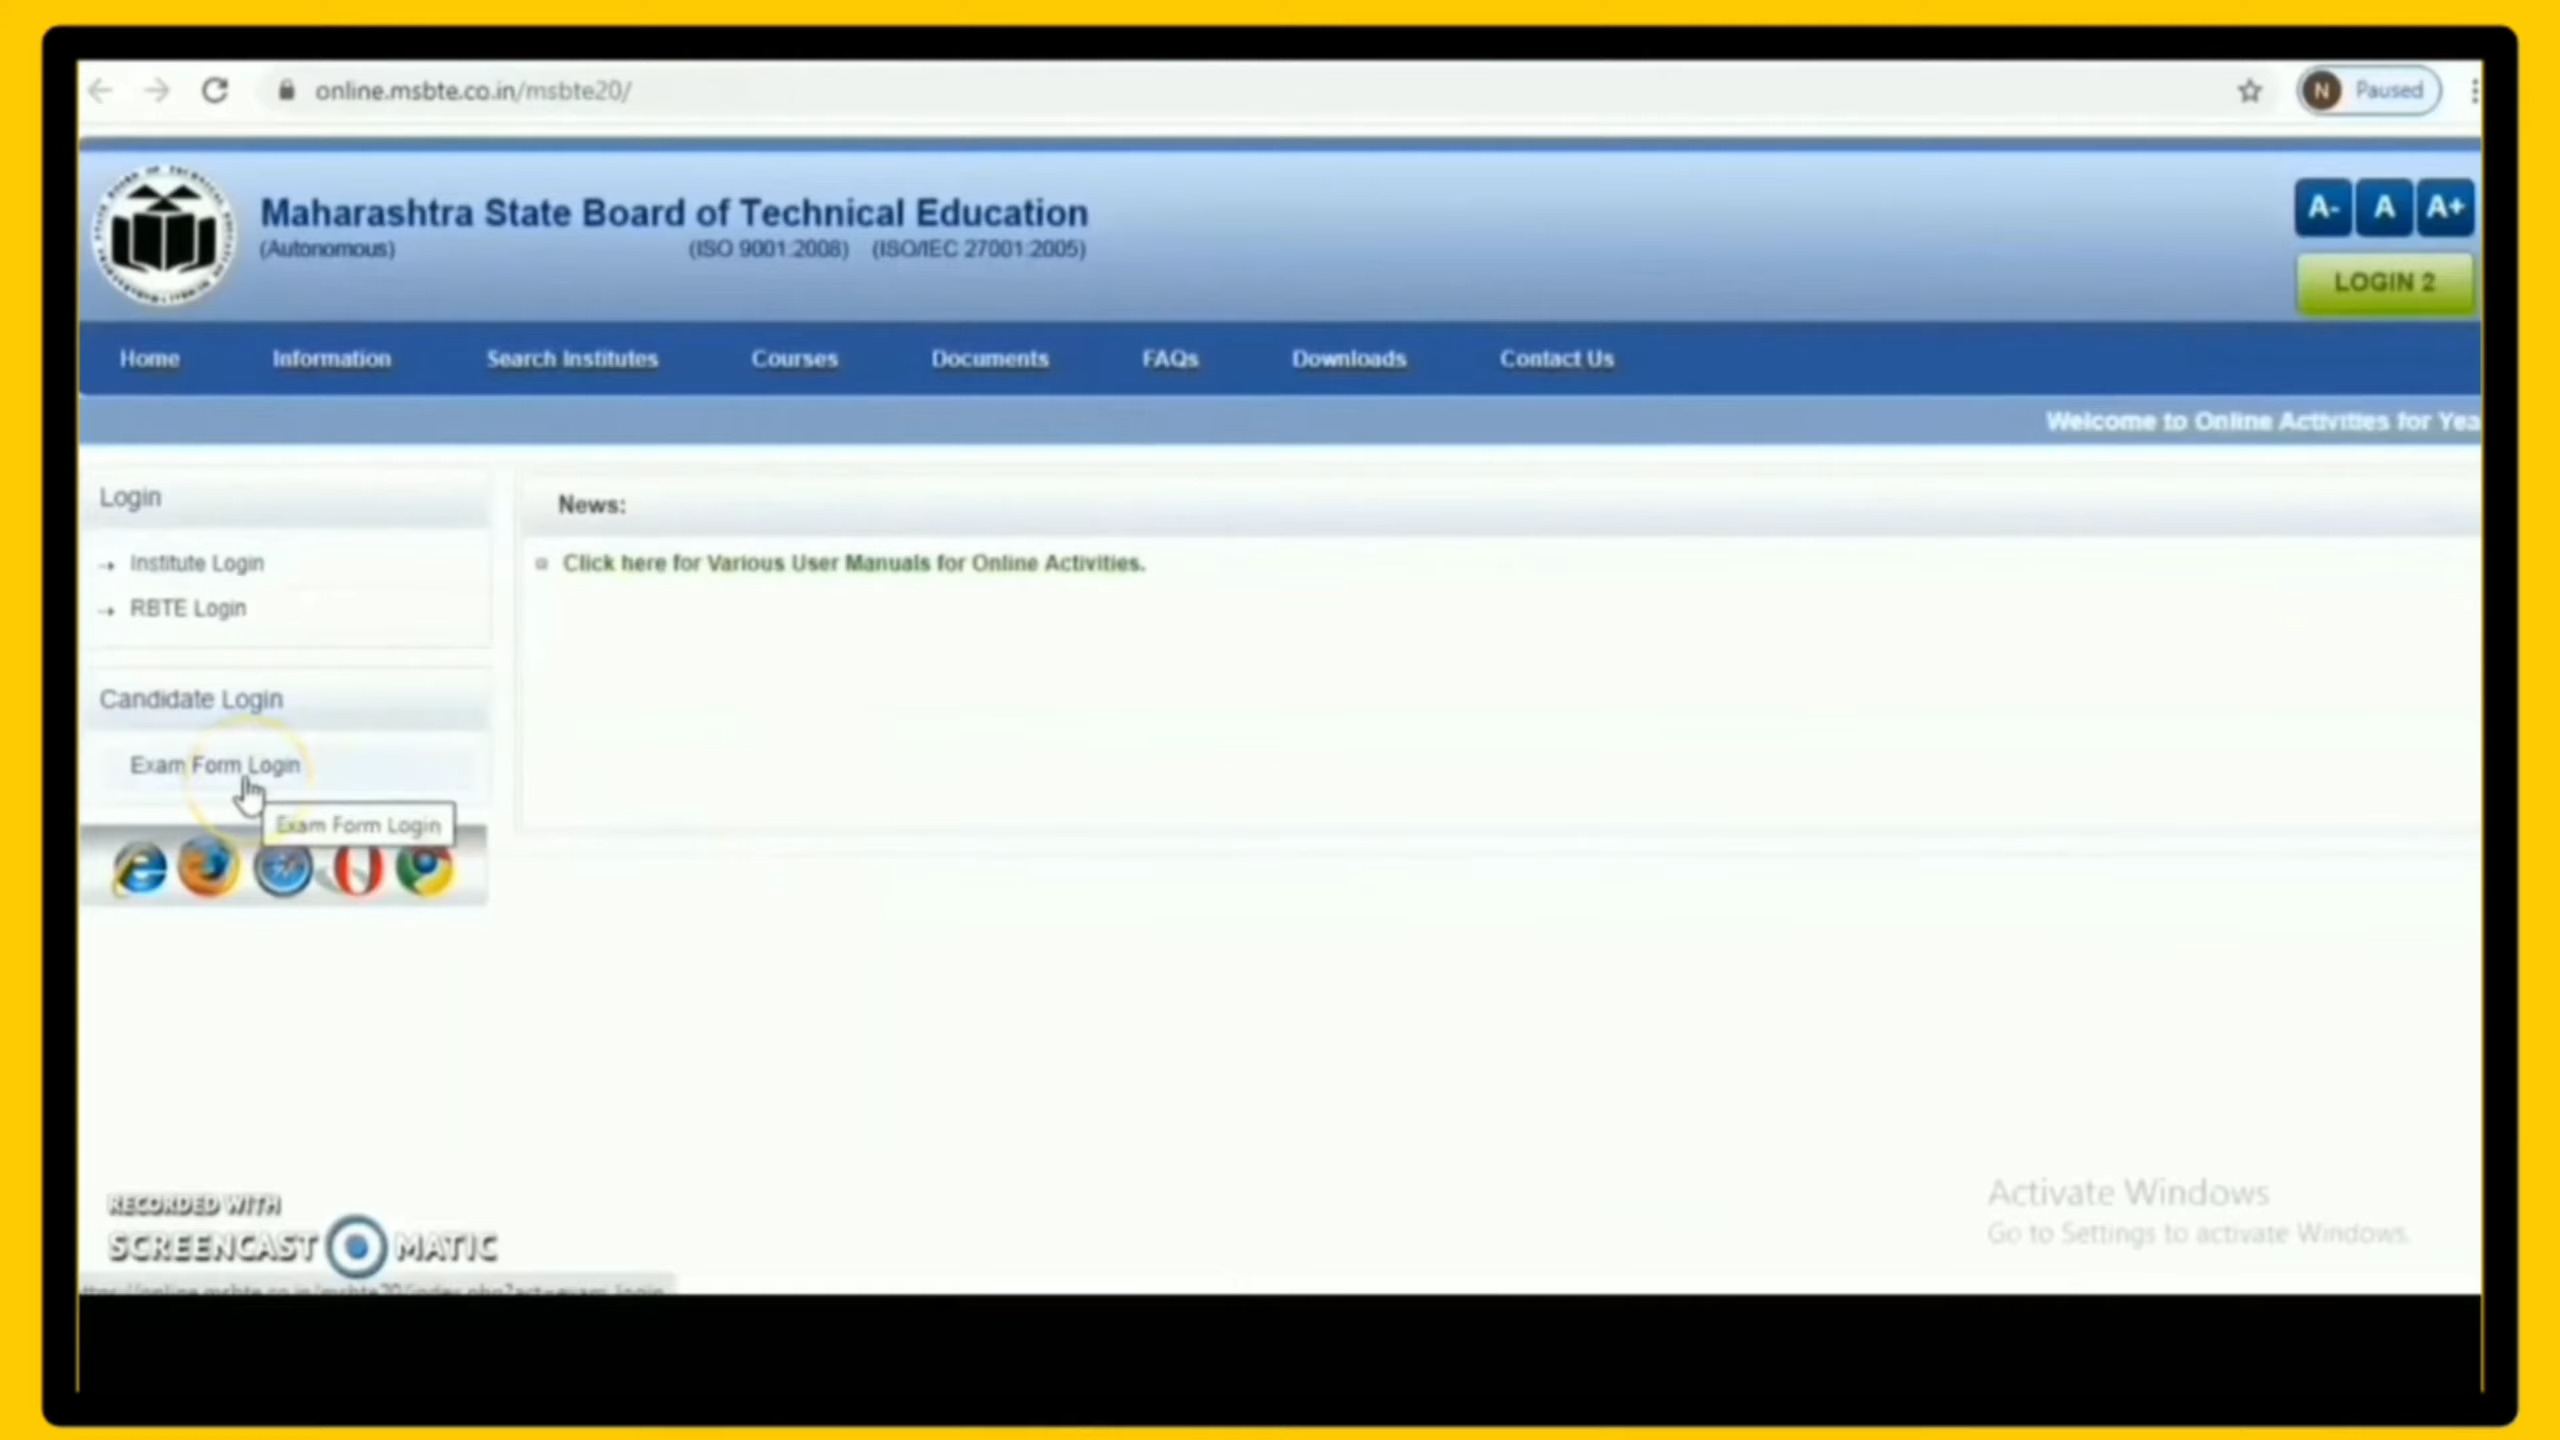 online.msbte.co.in/msbte20/
N Paused
Maharashtra State Board of Technical Education
(Autonomous) (ISO 9001:2008) (ISO/IEC 27001:2005)
A- A A+
LOGIN 2
Home Information Search Institutes Courses Documents FAQs Downloads Contact Us
Welcome to Online Activities for Yea
Login
Institute Login
RBTE Login
News:
Click here for Various User Manuals for Online Activities.
Candidate Login
Exam Form Login
Exam Form Login
RECORDED WITH
SCREENCAST MATIC
Activate Windows
Go to Settings to activate Windows.